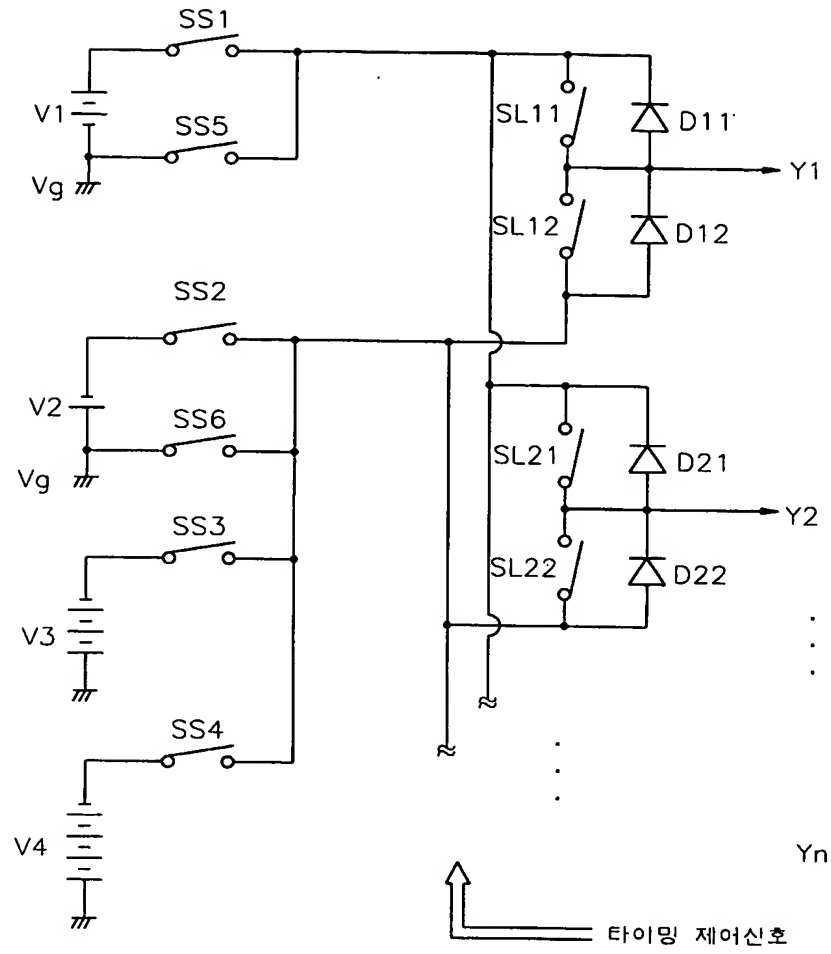 SS1
V1
SS5
Vg
SL11
D11
Y1
SL12
D12
SS2
V2
SS6
Vg
SL21
D21
Y2
SS3
SL22
D22
V3
SS4
V4
Yn
타이밍 제어신호